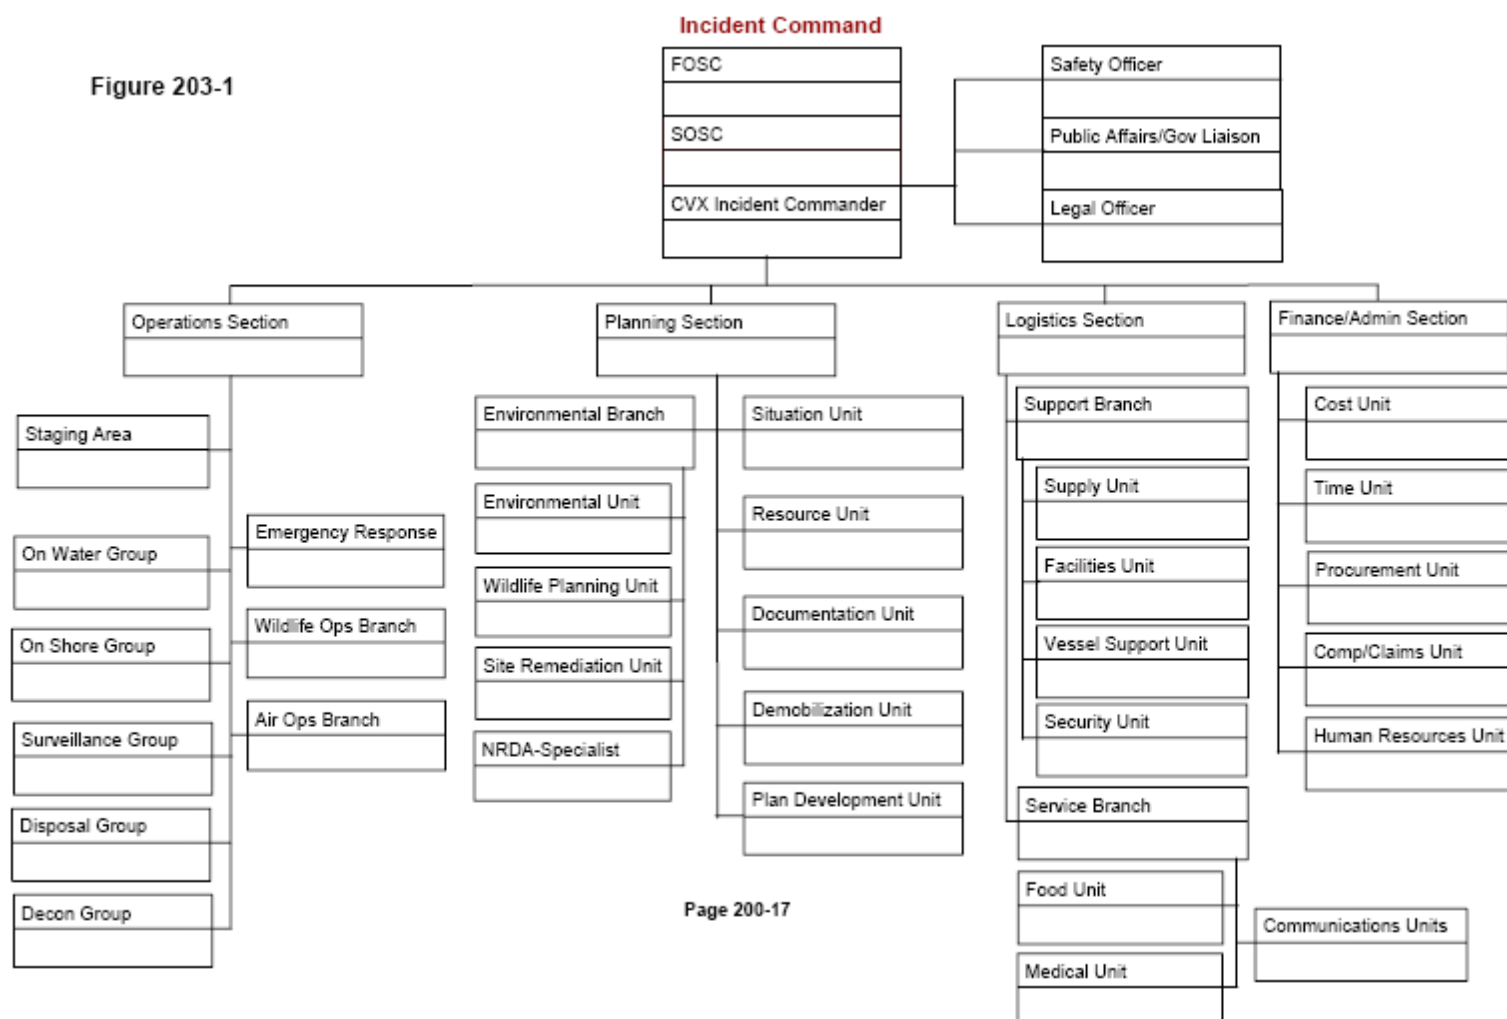 Incident Command
Figure 203-1
FOSC
SOSC
CVX Incident Commander
Safety Officer
Public Affairs/Gov Liaison
Legal Officer
Operations Section
Staging Area
On Water Group
On Shore Group
Surveillance Group
Disposal Group
Decon Group
Emergency Response
Wildlife Ops Branch
Air Ops Branch
Planning Section
Environmental Branch
Environmental Unit
Wildlife Planning Unit
Site Remediation Unit
NRDA-Specialist
Situation Unit
Resource Unit
Documentation Unit
Demobilization Unit
Plan Development Unit
Logistics Section
Support Branch
Supply Unit
Facilities Unit
Vessel Support Unit
Security Unit
Service Branch
Food Unit
Medical Unit
Communications Units
Finance/Admin Section
Cost Unit
Time Unit
Procurement Unit
Comp/Claims Unit
Human Resources Unit
Page 200-17